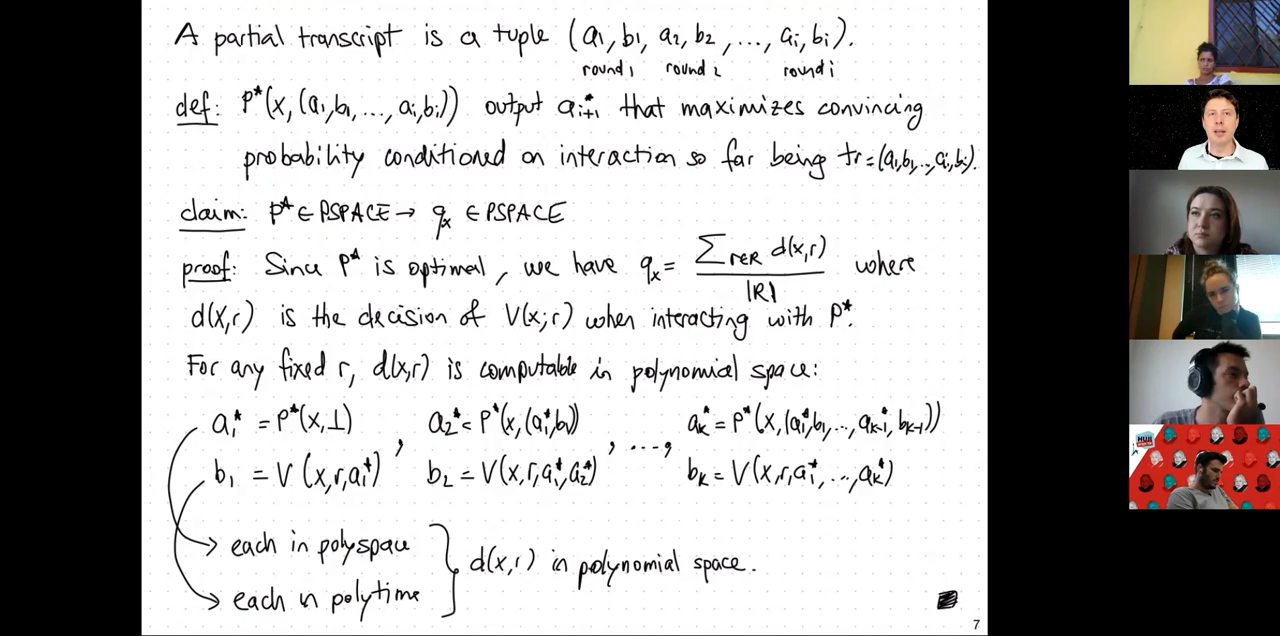 A partial transcript is a tuple (a₁, b₁, a₂, b₂, ..., aᵢ, bᵢ).
round 1 round 2 round i
def: P*(x, (a₁,b₁, ..., aᵢ,bᵢ)) output a*ᵢ₊₁ that maximizes convincing
probability conditioned on interaction so far being tr=(a₁,b₁,..,aᵢ,bᵢ).
claim: P* ∈ PSPACE → qₓ ∈ PSPACE
proof: Since P* is optimal, we have qₓ = ∑_{r∈R} d(x,r) / |R| where
d(x,r) is the decision of V(x;r) when interacting with P*.
For any fixed r, d(x,r) is computable in polynomial space:
a₁* = P*(x,⊥) a₂* = P*(x,(a₁*,b₁)) aₖ* = P*(x,(a₁*,b₁,...,a*ₖ₋₁,bₖ₋₁))
, , ...,
b₁ = V(x,r,a₁*) b₂ = V(x,r,a₁*,a₂*) bₖ = V(x,r,a₁*,...,aₖ*)
each in polyspace
} d(x,r) in polynomial space.
each in polytime
7